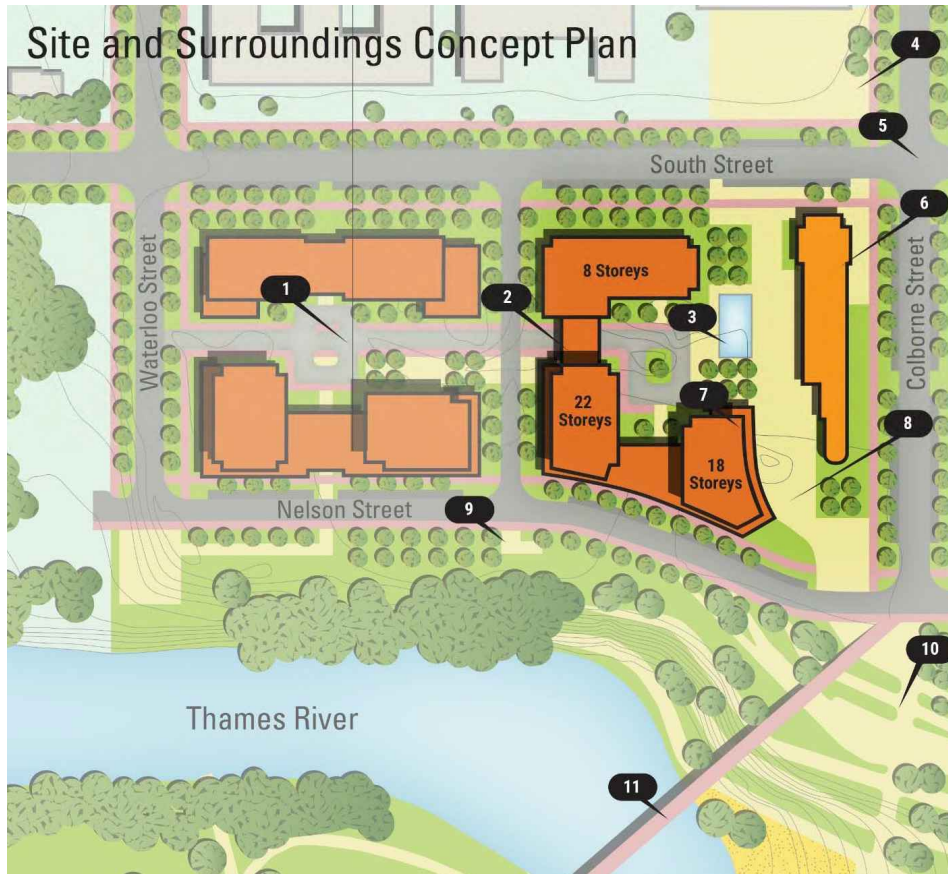 Site and Surroundings Concept Plan
4
5
South Street
6
8 Storeys
1
2
3
Waterloo Street
Colborne Street
22
Storeys
7
8
18
Storeys
Nelson Street
9
10
Thames River
11